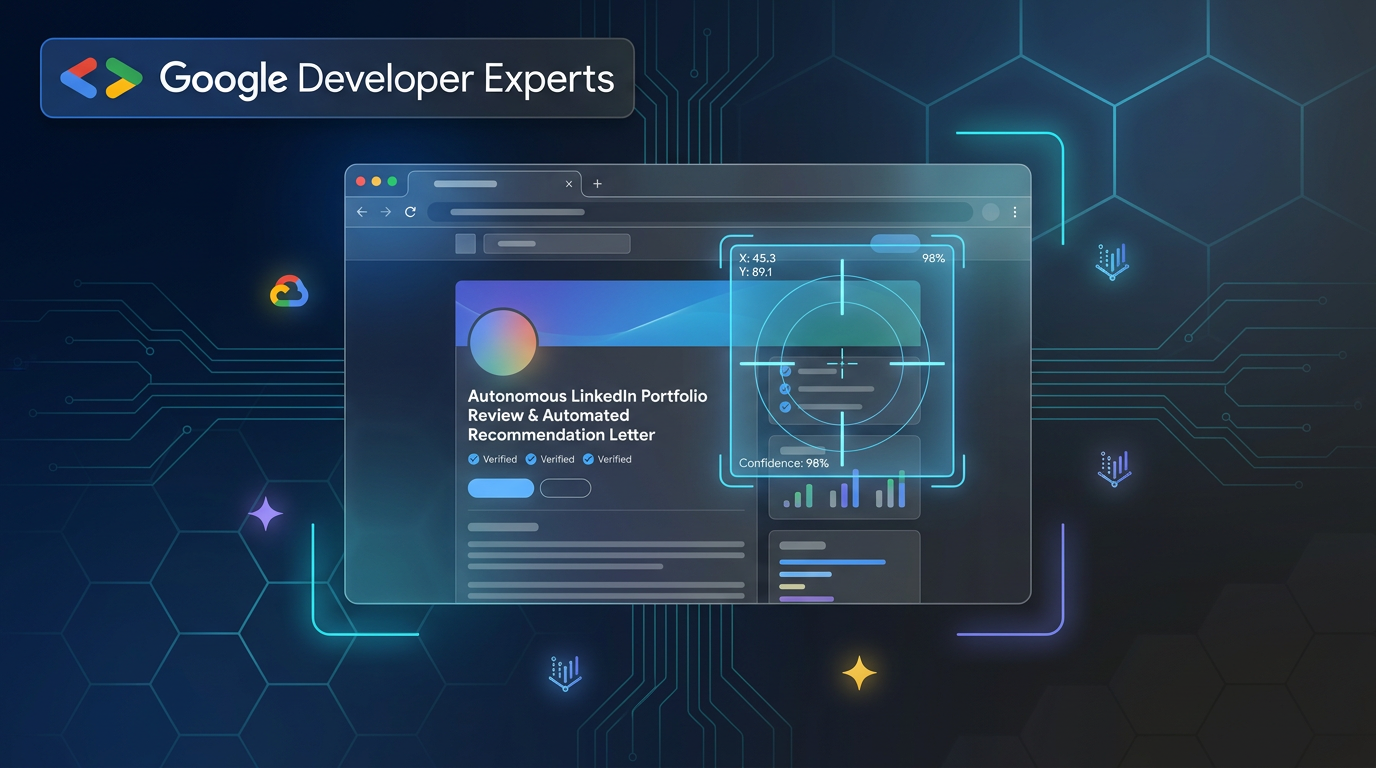 Google Developer Experts
X: 45.3
98%
Y: 89.1
Autonomous LinkedIn Portfolio
Review & Automated
Recommendation Letter
Verified Verified Verified
Confidence: 98%